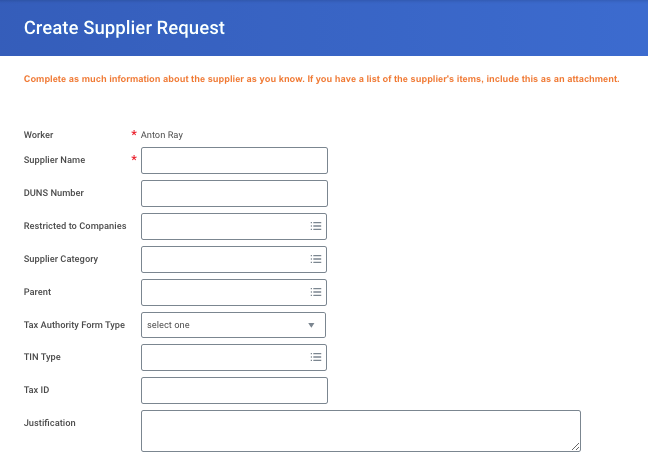 Create Supplier Request
Complete as much information about the supplier as you know. If you have a list of the supplier's items, include this as an attachment.
Worker * Anton Ray
Supplier Name *
DUNS Number
Restricted to Companies
Supplier Category
Parent
Tax Authority Form Type select one
TIN Type
Tax ID
Justification